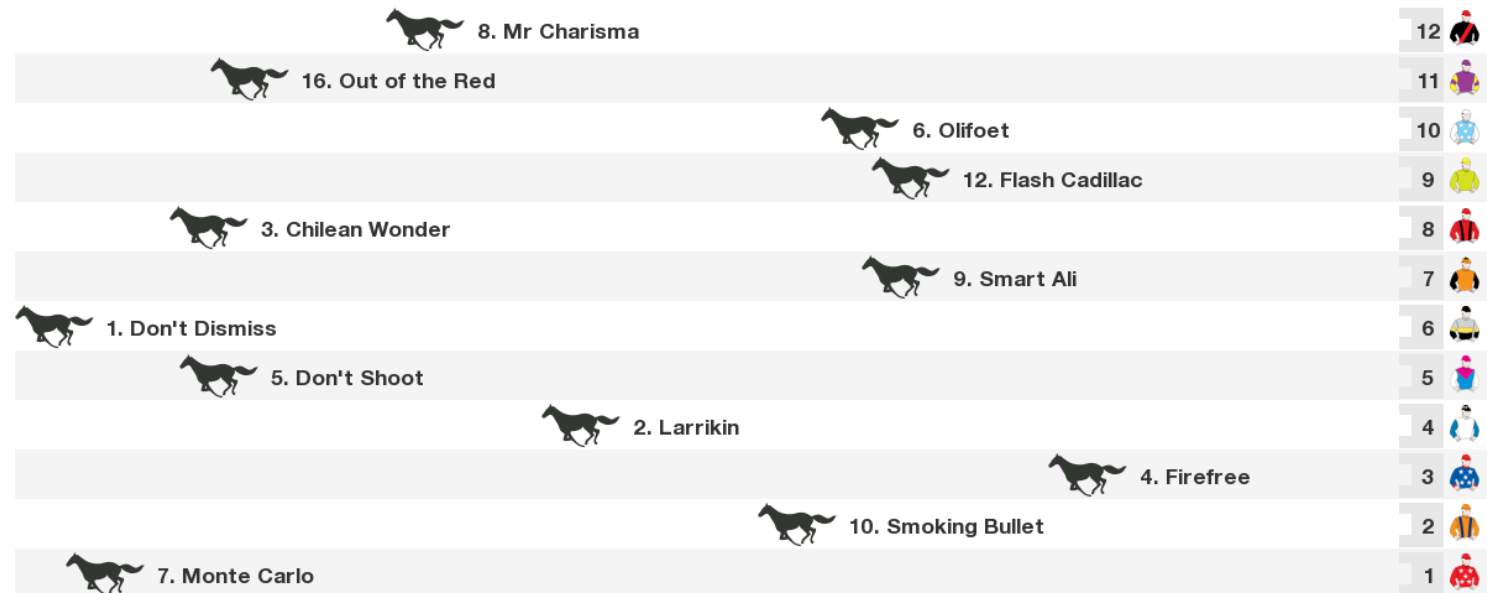 8. Mr Charisma 12
16. Out of the Red 11
6. Olifoet 10
12. Flash Cadillac 9
3. Chilean Wonder 8
9. Smart Ali 7
1. Don't Dismiss 6
5. Don't Shoot 5
2. Larrikin 4
4. Firefree 3
10. Smoking Bullet 2
7. Monte Carlo 1